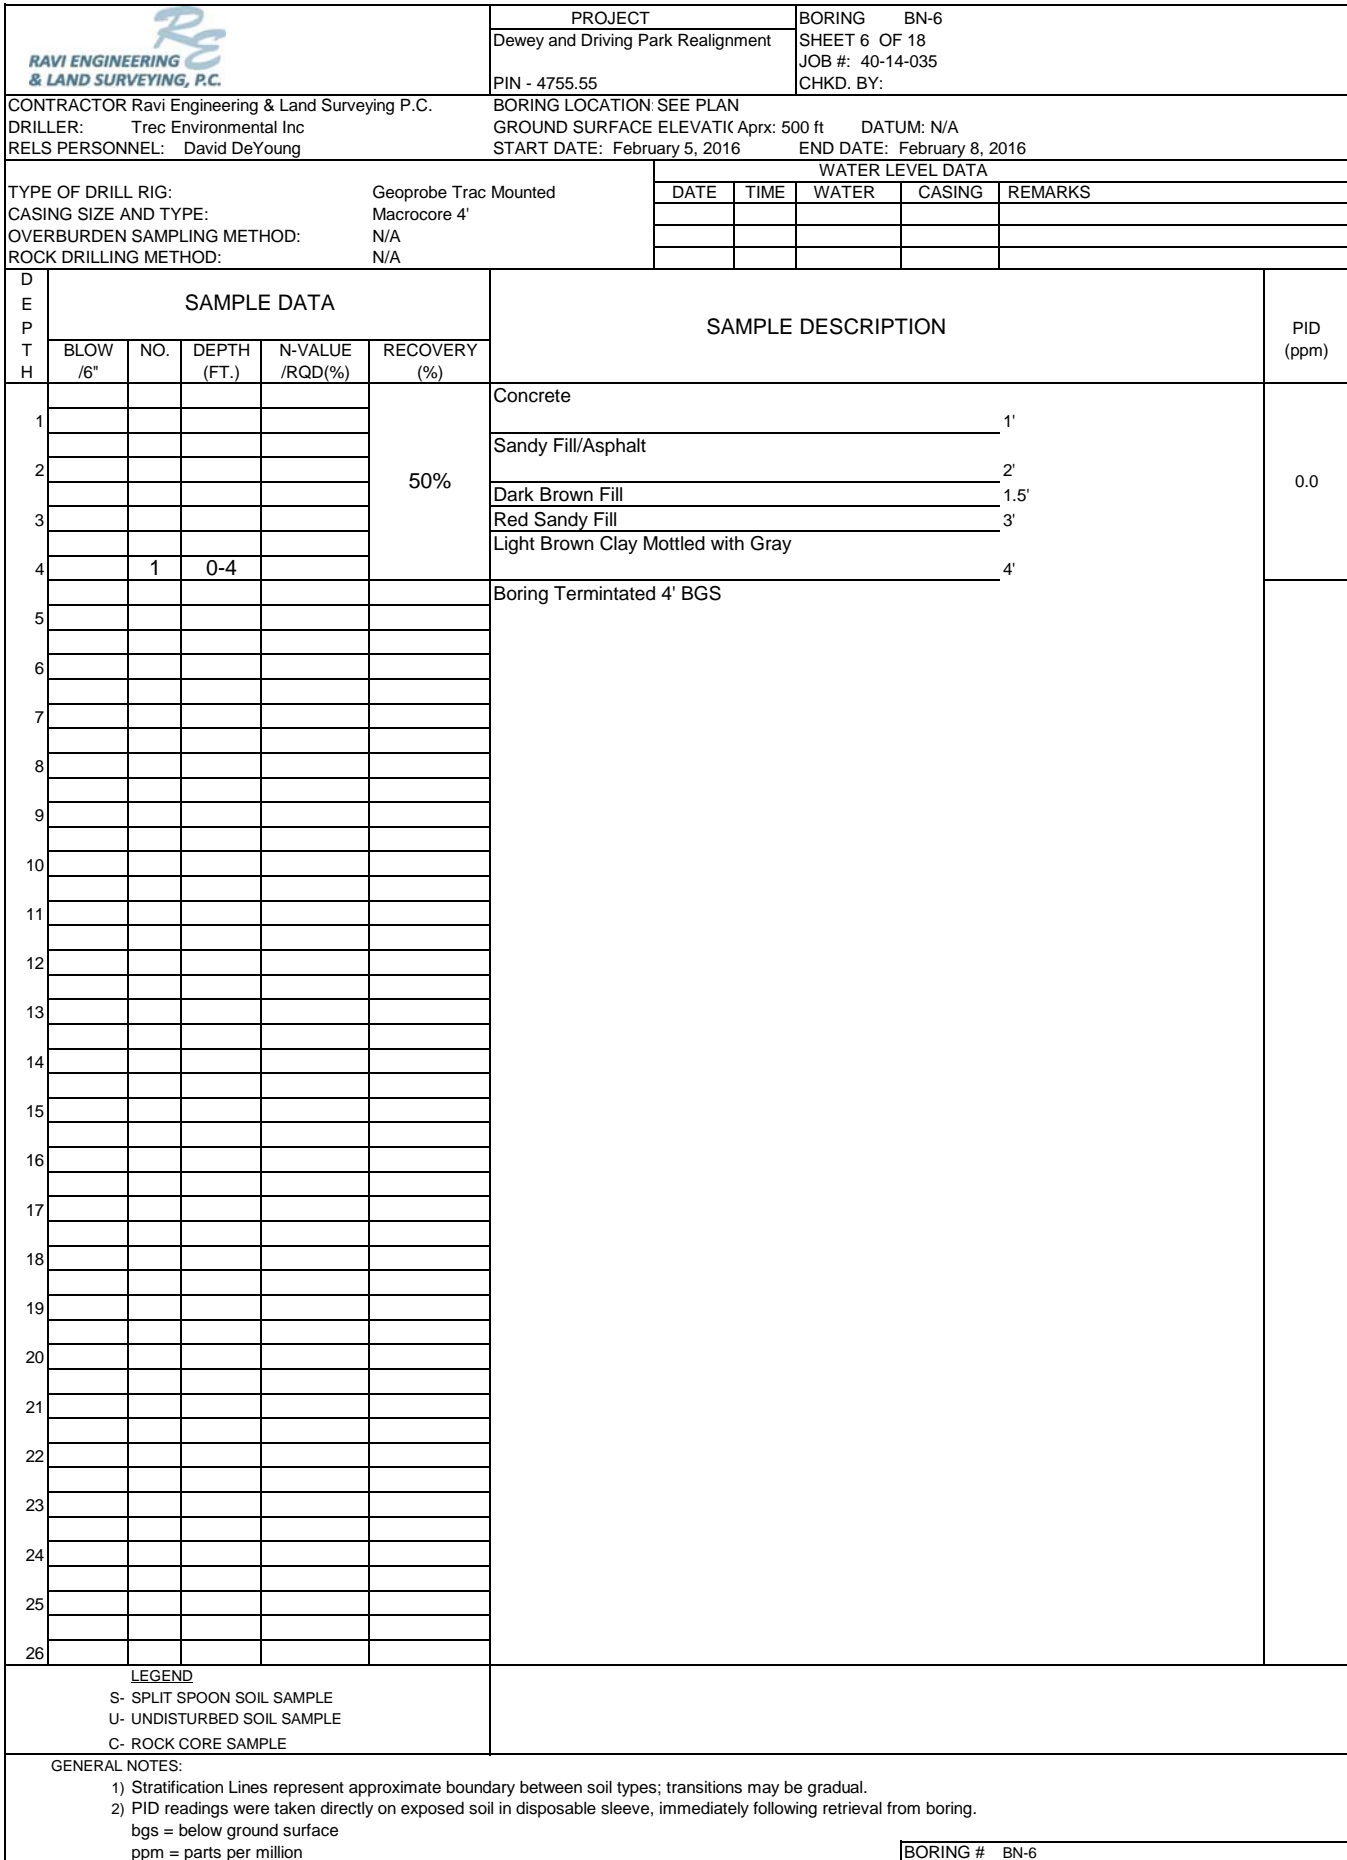 RE
RAVI ENGINEERING
& LAND SURVEYING, P.C.
PROJECT
Dewey and Driving Park Realignment
PIN - 4755.55
BORING BN-6
SHEET 6 OF 18
JOB #: 40-14-035
CHKD. BY:
CONTRACTOR Ravi Engineering & Land Surveying P.C.
DRILLER: Trec Environmental Inc
RELS PERSONNEL: David DeYoung
BORING LOCATION: SEE PLAN
GROUND SURFACE ELEVATI( Aprx: 500 ft DATUM: N/A
START DATE: February 5, 2016 END DATE: February 8, 2016
TYPE OF DRILL RIG: Geoprobe Trac Mounted
CASING SIZE AND TYPE: Macrocore 4'
OVERBURDEN SAMPLING METHOD: N/A
ROCK DRILLING METHOD: N/A
WATER LEVEL DATA
DATE TIME WATER CASING REMARKS
D
E
P
T
H
SAMPLE DATA
BLOW /6"
NO.
DEPTH (FT.)
N-VALUE /RQD(%)
RECOVERY (%)
SAMPLE DESCRIPTION
PID
(ppm)
Concrete
1 1'
Sandy Fill/Asphalt
2 2'
50% 0.0
Dark Brown Fill 1.5'
3 Red Sandy Fill 3'
Light Brown Clay Mottled with Gray
4 1 0-4 4'
Boring Termintated 4' BGS
5
6
7
8
9
10
11
12
13
14
15
16
17
18
19
20
21
22
23
24
25
26
LEGEND
S- SPLIT SPOON SOIL SAMPLE
U- UNDISTURBED SOIL SAMPLE
C- ROCK CORE SAMPLE
GENERAL NOTES:
1) Stratification Lines represent approximate boundary between soil types; transitions may be gradual.
2) PID readings were taken directly on exposed soil in disposable sleeve, immediately following retrieval from boring.
bgs = below ground surface
ppm = parts per million
BORING # BN-6